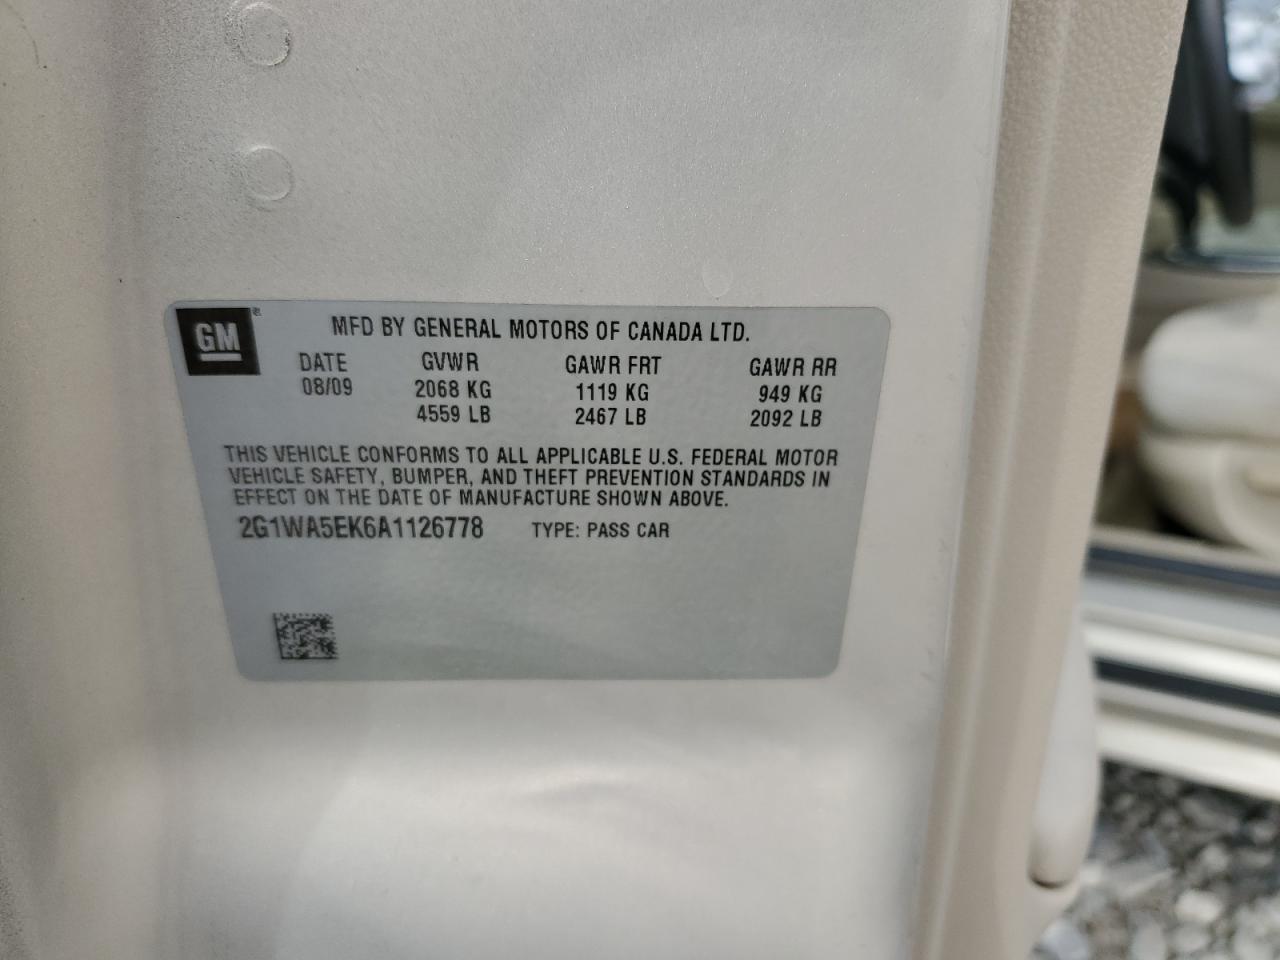 GM ®
MFD BY GENERAL MOTORS OF CANADA LTD.
DATE GVWR GAWR FRT GAWR RR
08/09 2068 KG 1119 KG 949 KG
4559 LB 2467 LB 2092 LB
THIS VEHICLE CONFORMS TO ALL APPLICABLE U.S. FEDERAL MOTOR
VEHICLE SAFETY, BUMPER, AND THEFT PREVENTION STANDARDS IN
EFFECT ON THE DATE OF MANUFACTURE SHOWN ABOVE.
2G1WA5EK6A1126778 TYPE: PASS CAR